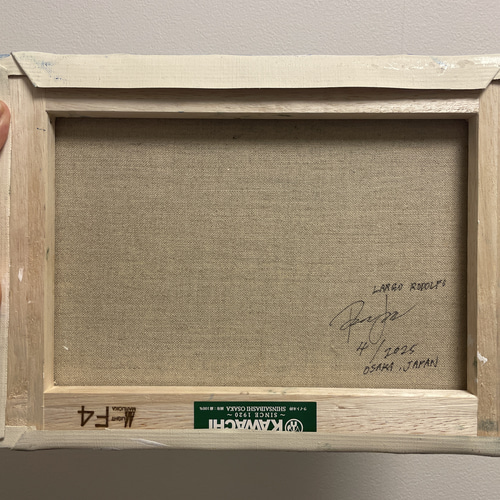 LARGO RODOLFO
4/2025
OSAKA, JAPAN
F4
KAWACHI
~ SINCE 1920 ~
SHINSAIBASHI OSAKA